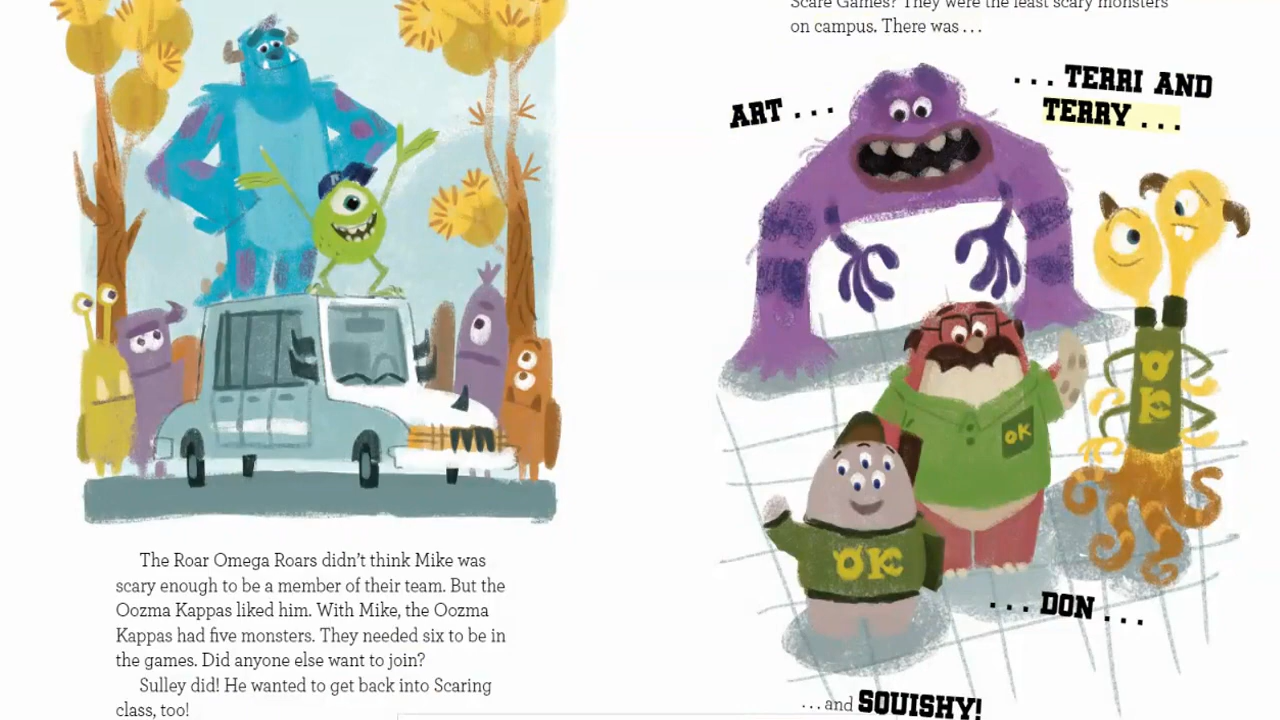 The Roar Omega Roars didn't think Mike was
scary enough to be a member of their team. But the
Oozma Kappas liked him. With Mike, the Oozma
Kappas had five monsters. They needed six to be in
the games. Did anyone else want to join?
Sulley did! He wanted to get back into Scaring
class, too!
Scare Games? They were the least scary monsters
on campus. There was . . .
ART . . .
. . . TERRI AND
TERRY . . .
OK
OK
OK
. . . DON . . .
. . . and SQUISHY!